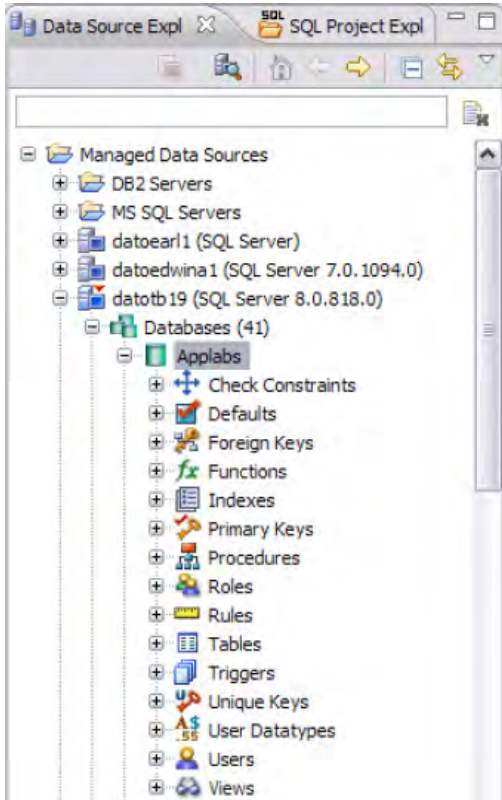 Data Source Expl
SQL SQL Project Expl
Managed Data Sources
DB2 Servers
MS SQL Servers
datoearl1 (SQL Server)
datoedwina1 (SQL Server 7.0.1094.0)
datotb19 (SQL Server 8.0.818.0)
Databases (41)
Applabs
Check Constraints
Defaults
Foreign Keys
fx Functions
Indexes
Primary Keys
Procedures
Roles
Rules
Tables
Triggers
Unique Keys
A$ .55 User Datatypes
Users
Views